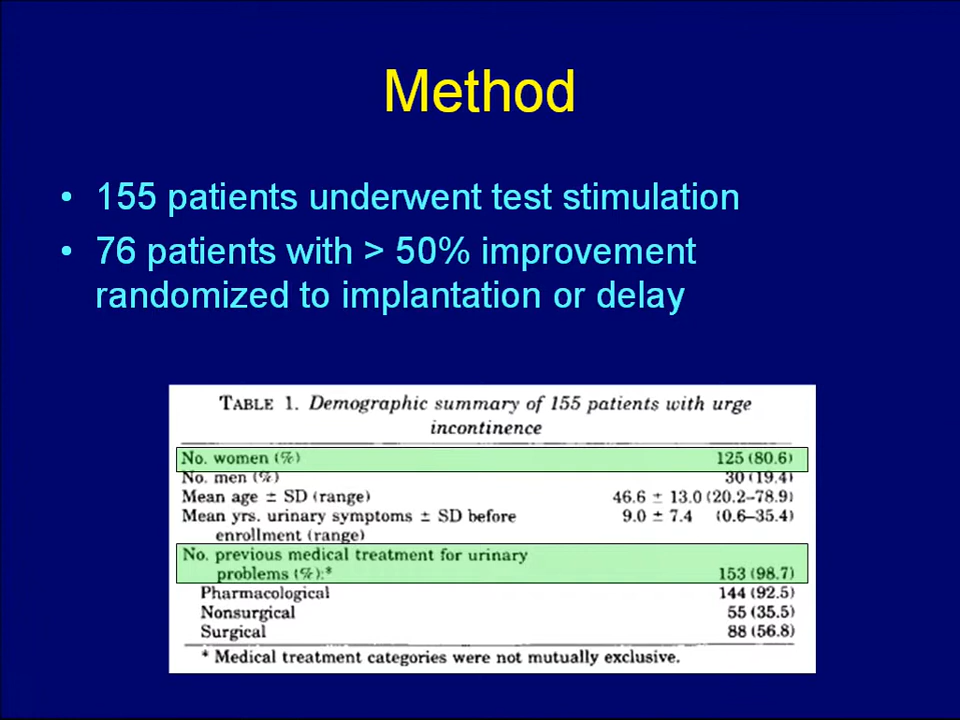 Method
• 155 patients underwent test stimulation
• 76 patients with > 50% improvement
randomized to implantation or delay
TABLE 1. Demographic summary of 155 patients with urge
incontinence
No. women (%) 125 (80.6)
No. men (%) 30 (19.4)
Mean age ± SD (range) 46.6 ± 13.0 (20.2–78.9)
Mean yrs. urinary symptoms ± SD before 9.0 ± 7.4 (0.6–35.4)
enrollment (range)
No. previous medical treatment for urinary
problems (%):* 153 (98.7)
Pharmacological 144 (92.5)
Nonsurgical 55 (35.5)
Surgical 88 (56.8)
* Medical treatment categories were not mutually exclusive.